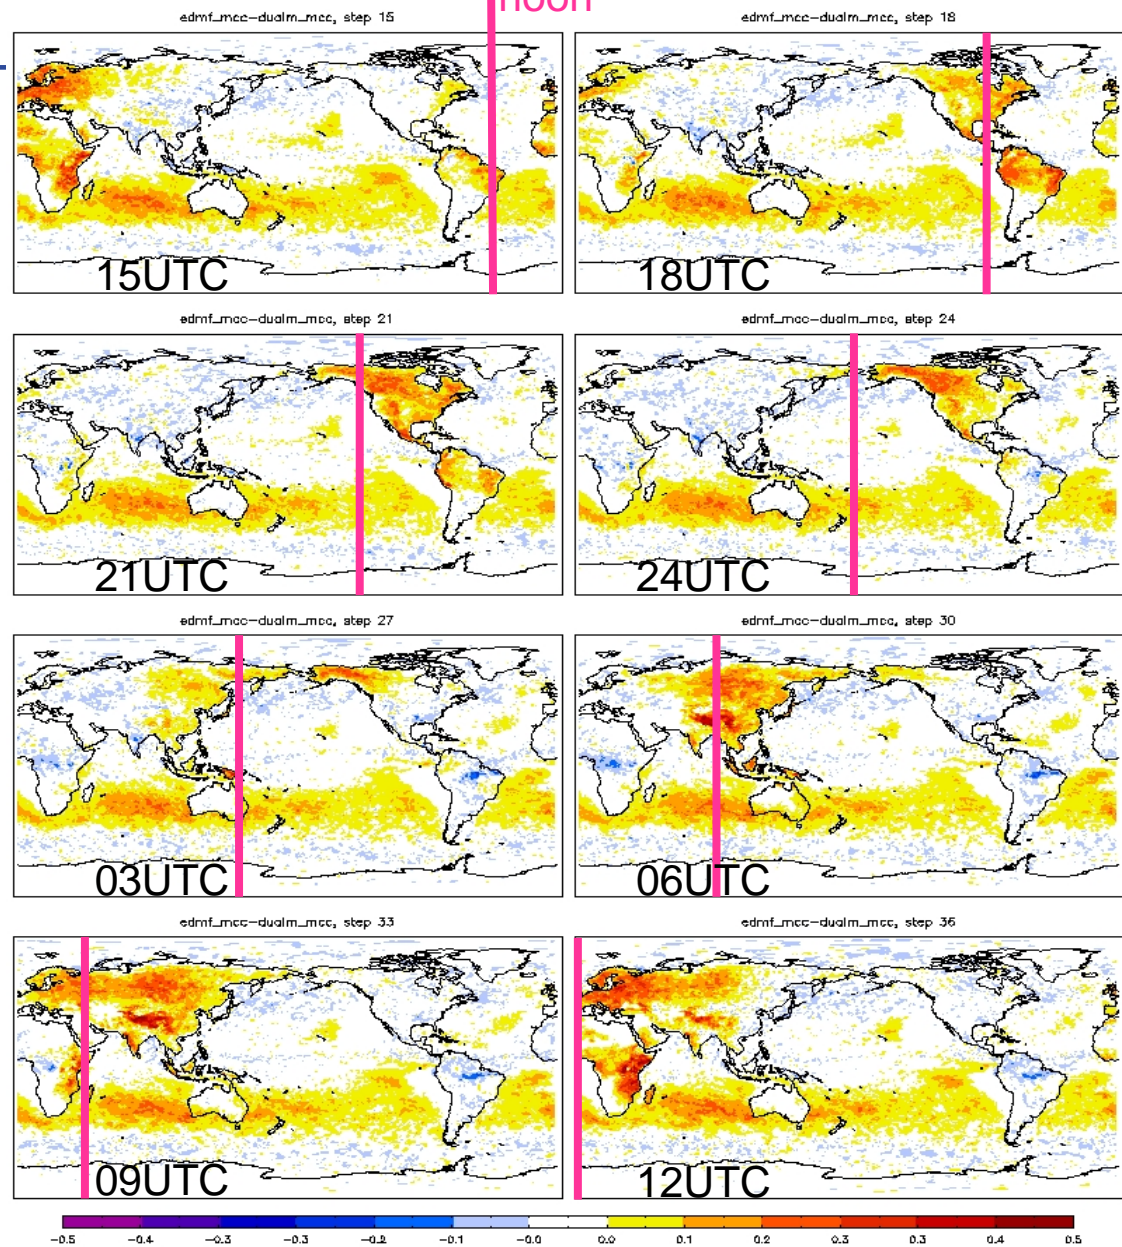 noon
edmf_mcc-dualm_mcc, step 15
edmf_mcc-dualm_mcc, step 18
15UTC
18UTC
edmf_mcc-dualm_mcc, step 21
edmf_mcc-dualm_mcc, step 24
21UTC
24UTC
edmf_mcc-dualm_mcc, step 27
edmf_mcc-dualm_mcc, step 30
03UTC
06UTC
edmf_mcc-dualm_mcc, step 33
edmf_mcc-dualm_mcc, step 36
09UTC
12UTC
-0.5 -0.4 -0.3 -0.3 -0.2 -0.1 -0.0 0.0 0.1 0.2 0.3 0.3 0.4 0.5